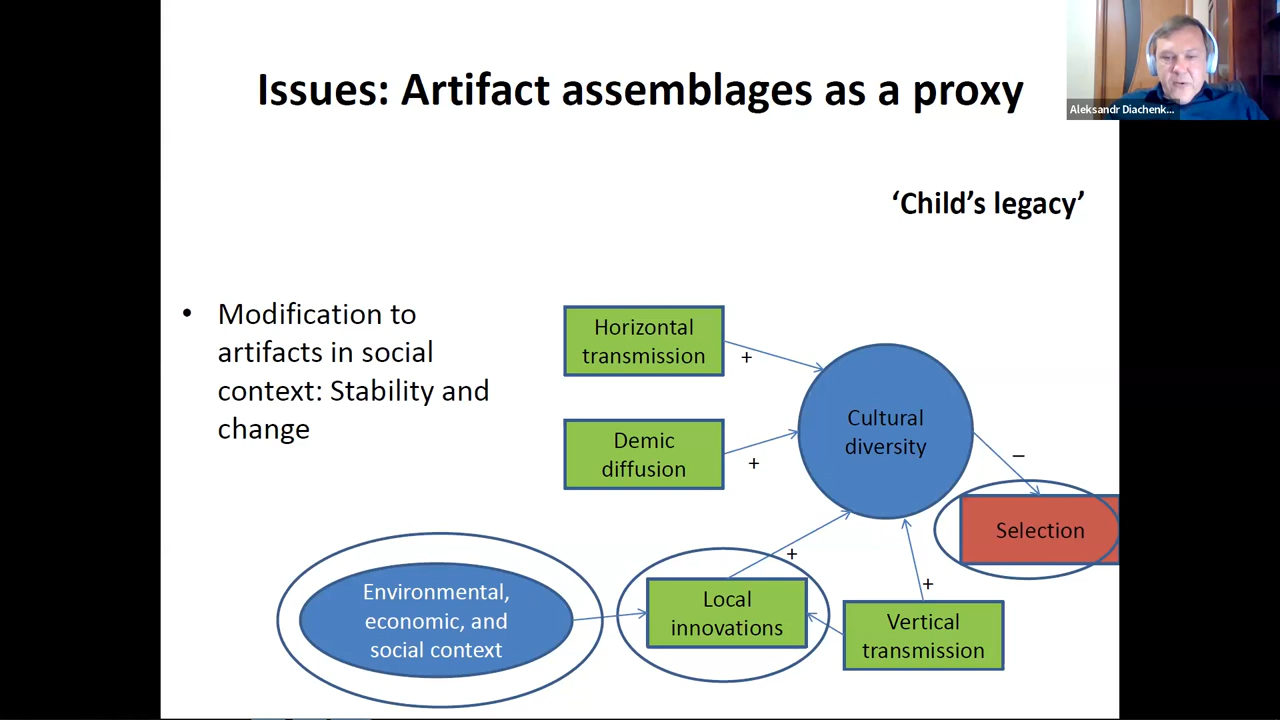 Issues: Artifact assemblages as a proxy
Aleksandr Diachenk...
‘Child’s legacy’
• Modification to
artifacts in social
context: Stability and
change
Horizontal
transmission
+
Demic
diffusion
+
Cultural
diversity
–
Selection
Environmental,
economic, and
social context
Local
innovations
+
Vertical
transmission
+